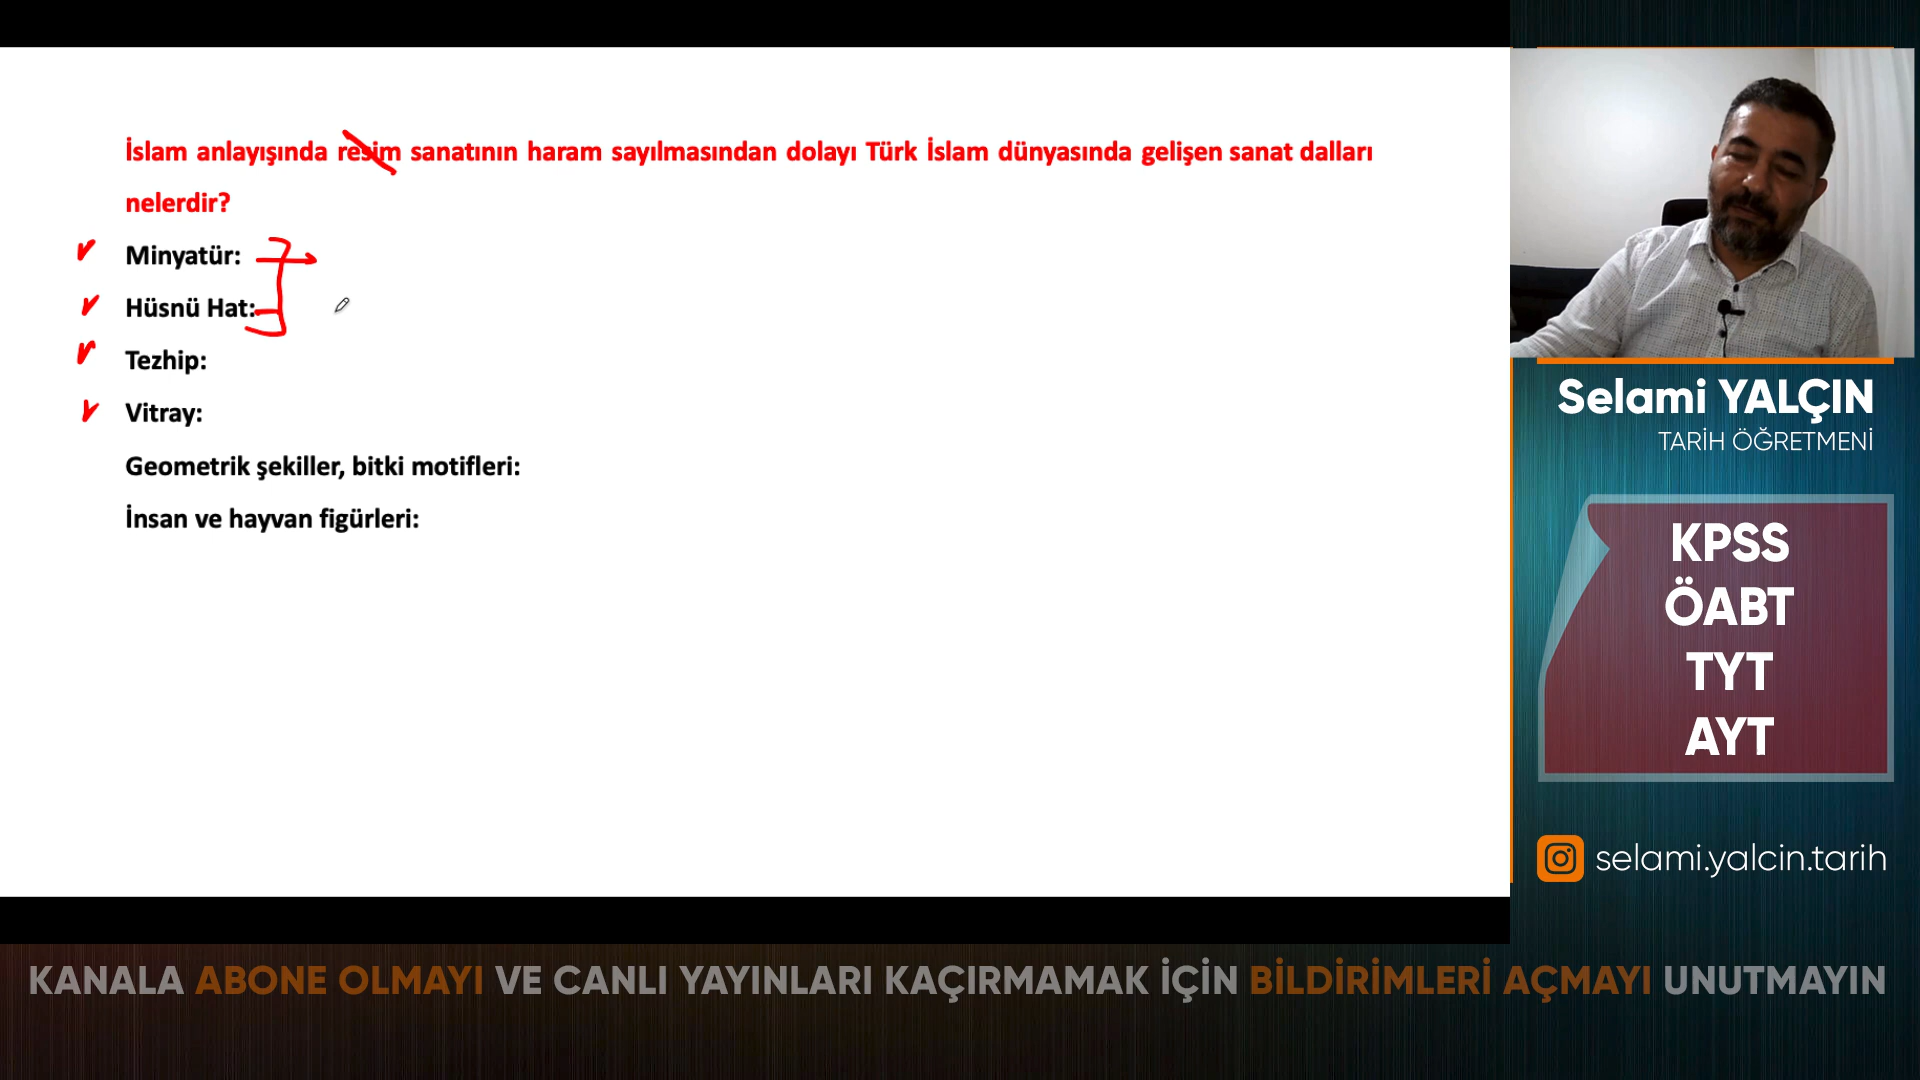 İslam anlayışında resim sanatının haram sayılmasından dolayı Türk İslam dünyasında gelişen sanat dalları
nelerdir?
Minyatür:
Hüsnü Hat:
Tezhip:
Vitray:
Geometrik şekiller, bitki motifleri:
İnsan ve hayvan figürleri:
Selami YALÇIN
TARİH ÖĞRETMENİ
KPSS
ÖABT
TYT
AYT
selami.yalcin.tarih
KANALA ABONE OLMAYI VE CANLI YAYINLARI KAÇIRMAMAK İÇİN BİLDİRİMLERİ AÇMAYI UNUTMAYIN